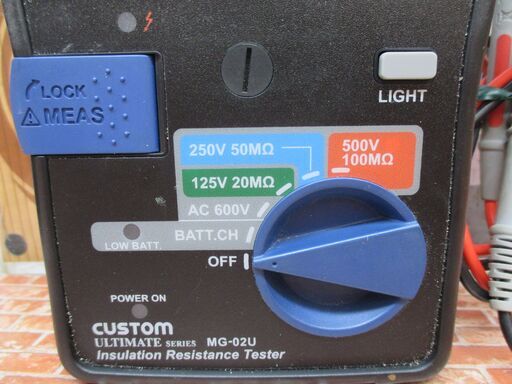 LOCK
MEAS
LIGHT
250V 50MΩ
500V
100MΩ
125V 20MΩ
AC 600V
BATT.CH
LOW BATT.
OFF
POWER ON
CUSTOM
ULTIMATE SERIES MG-02U
Insulation Resistance Tester